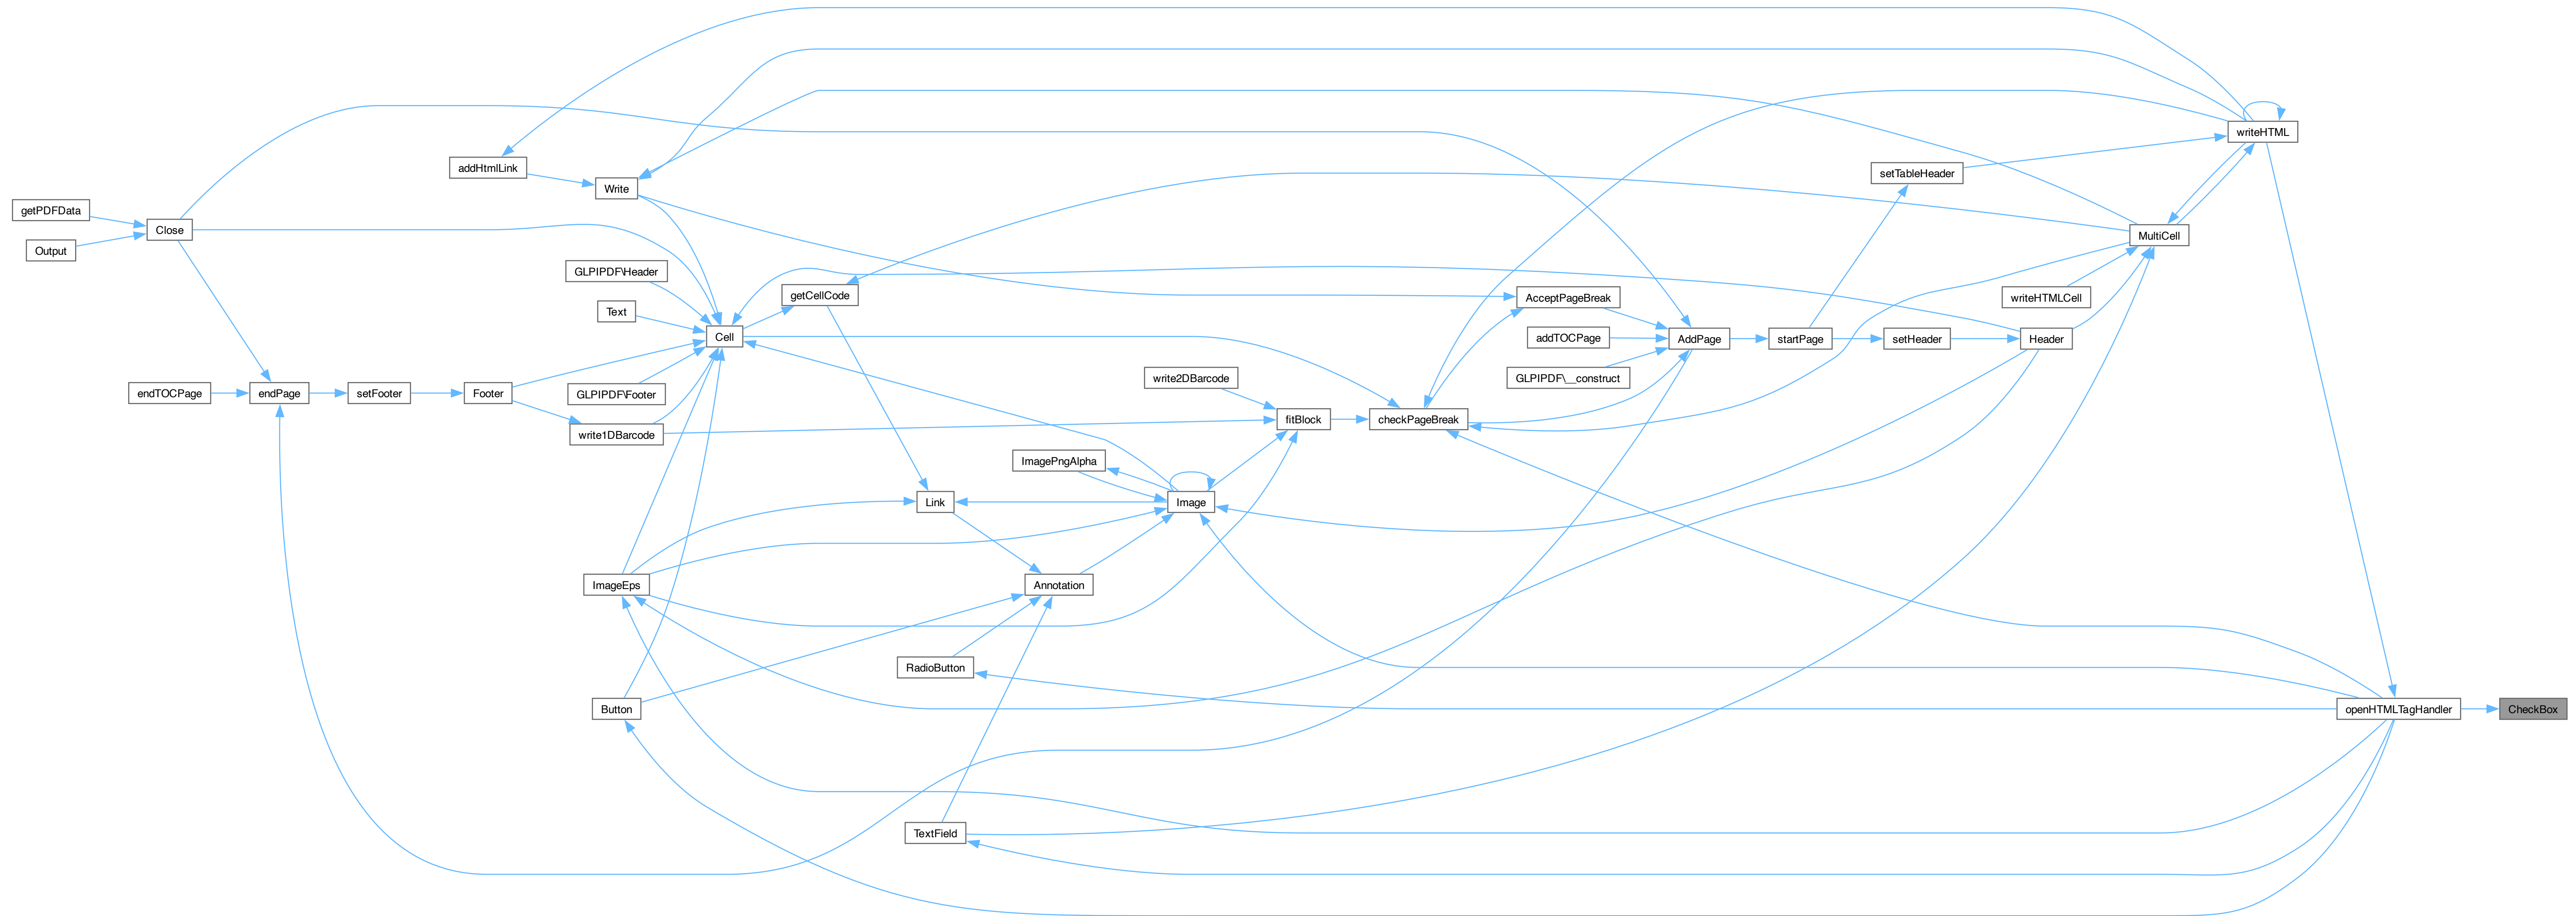 writeHTML
addHtmlLink
setTableHeader
Write
getPDFData
Close
MultiCell
Output
GLPIPDF\Header
getCellCode
AcceptPageBreak
writeHTMLCell
Text
Cell
addTOCPage
AddPage
startPage
setHeader
Header
write2DBarcode
GLPIPDF\__construct
endTOCPage
endPage
setFooter
Footer
GLPIPDF\Footer
fitBlock
checkPageBreak
write1DBarcode
ImagePngAlpha
Link
Image
ImageEps
Annotation
RadioButton
Button
openHTMLTagHandler
CheckBox
TextField